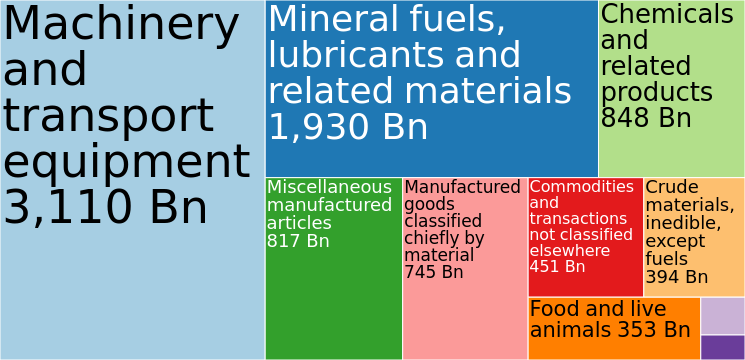 Machinery
and
transport
equipment
3,110 Bn
Mineral fuels,
lubricants and
related materials
1,930 Bn
Chemicals
and
related
products
848 Bn
Miscellaneous
manufactured
articles
817 Bn
Manufactured
goods
classified
chiefly by
material
745 Bn
Commodities
and
transactions
not classified
elsewhere
451 Bn
Crude
materials,
inedible,
except
fuels
394 Bn
Food and live
animals 353 Bn